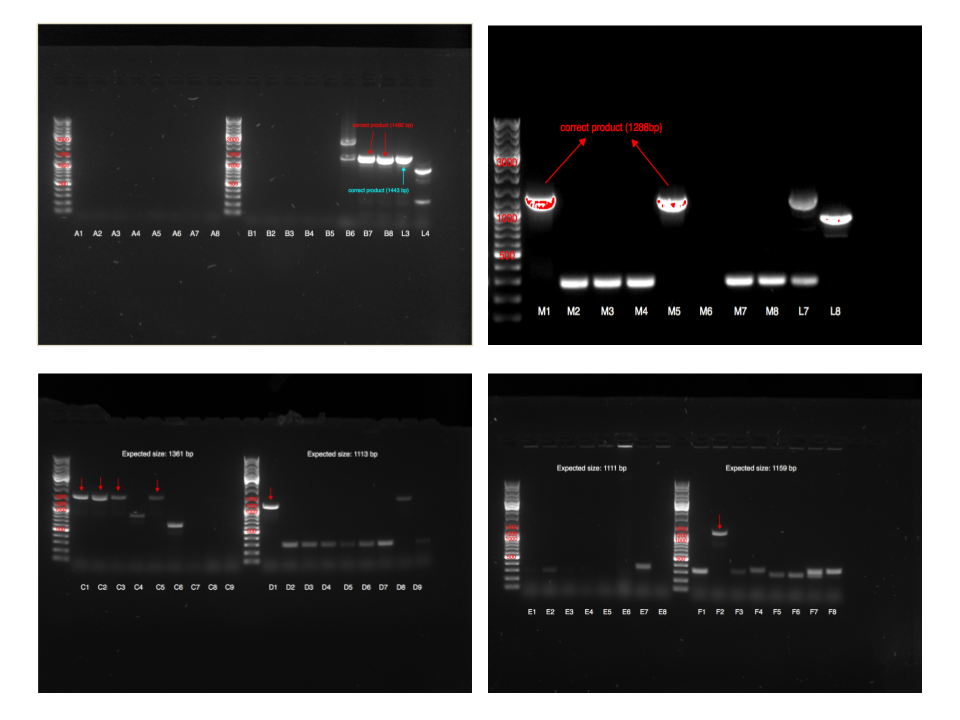 correct product (1288bp)
3000
1000
500
M1 M2 M3 M4 M5 M6 M7 M8 L7 L8
correct product (1443 bp)
A1 A2 A3 A4 A5 A6 A7 A8 B1 B2 B3 B4 B5 B6 B7 B8 L3 L4
Expected size: 1361 bp
Expected size: 1113 bp
C1 C2 C3 C4 C5 C6 C7 C8 C9 D1 D2 D3 D4 D5 D6 D7 D8 D9
Expected size: 1111 bp
Expected size: 1159 bp
E1 E2 E3 E4 E5 E6 E7 E8 F1 F2 F3 F4 F5 F6 F7 F8